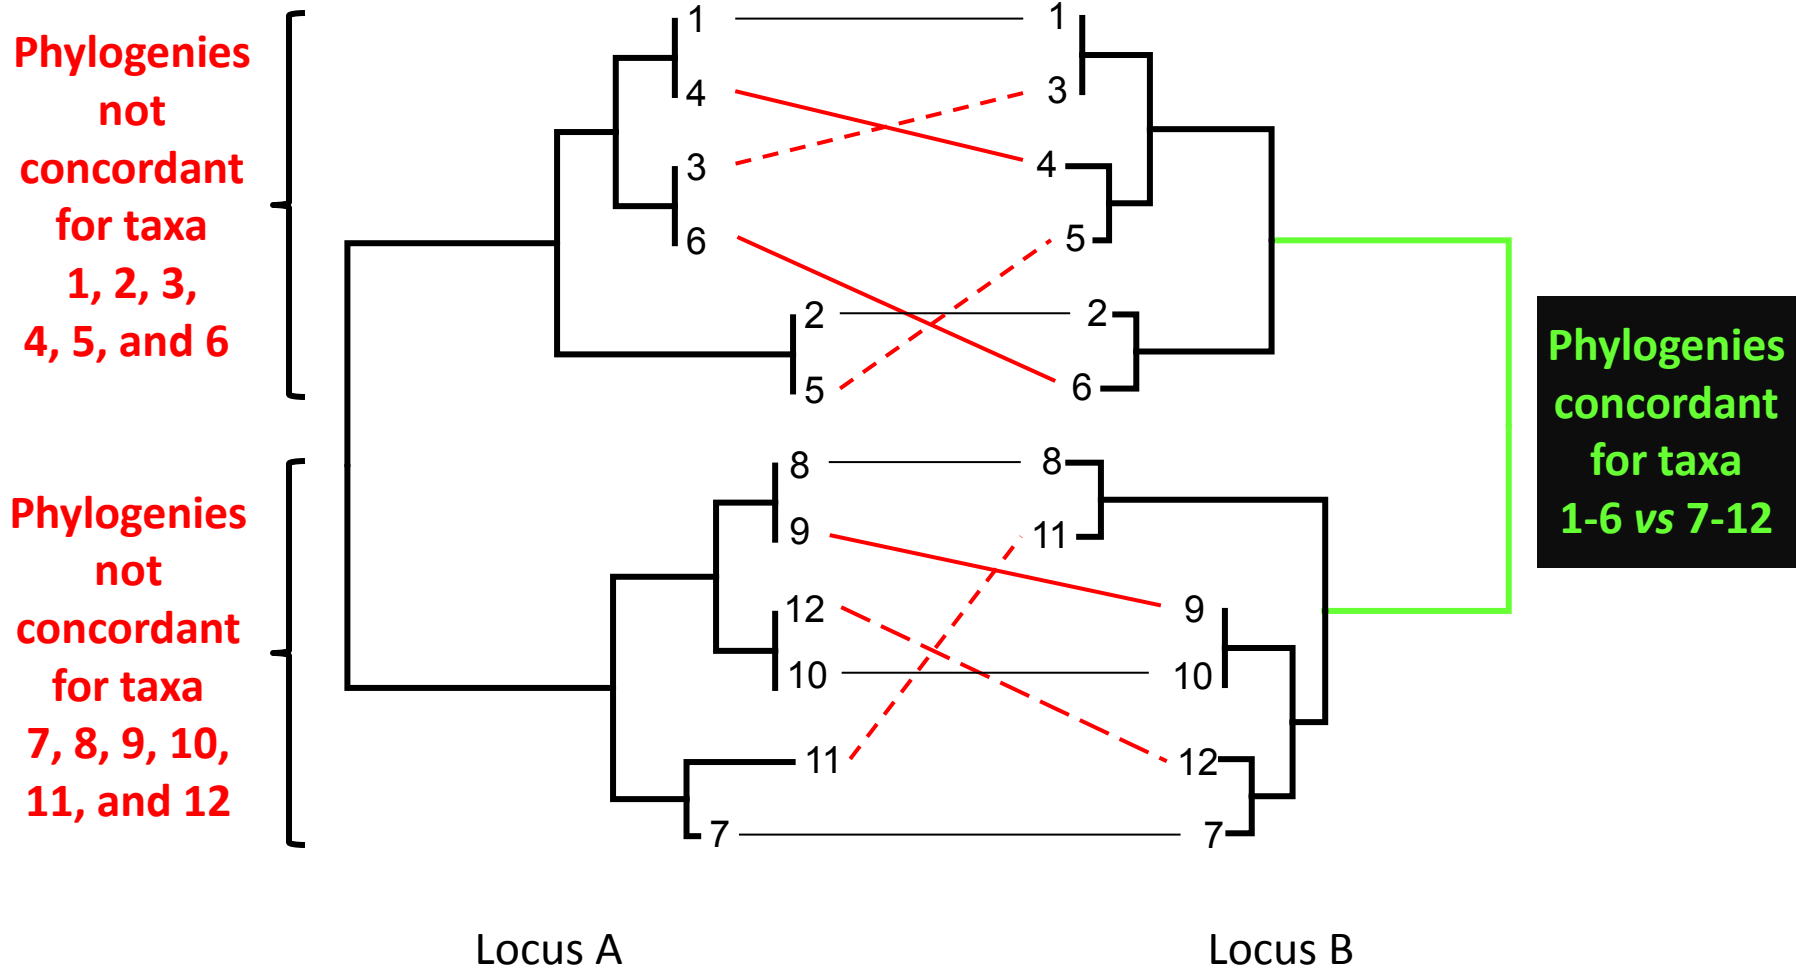 Phylogenies
not
concordant
for taxa
1, 2, 3,
4, 5, and 6
Phylogenies
not
concordant
for taxa
7, 8, 9, 10,
11, and 12
1
4
3
6
2
5
8
9
12
10
11
7
1
3
4
5
2
6
8
11
9
10
12
7
Phylogenies
concordant
for taxa
1-6 vs 7-12
Locus A
Locus B